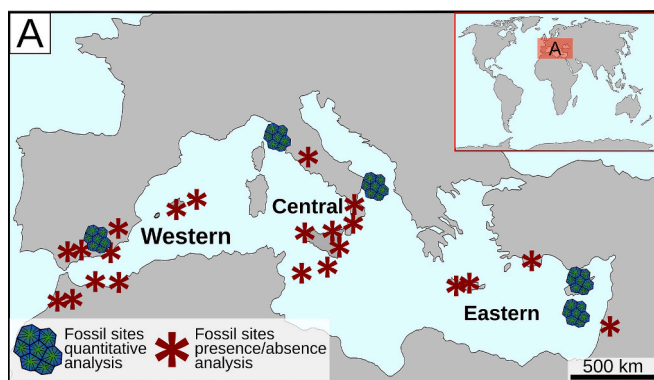 A
A
Central
Western
Eastern
Fossil sites
quantitative
analysis
Fossil sites
presence/absence
analysis
500 km